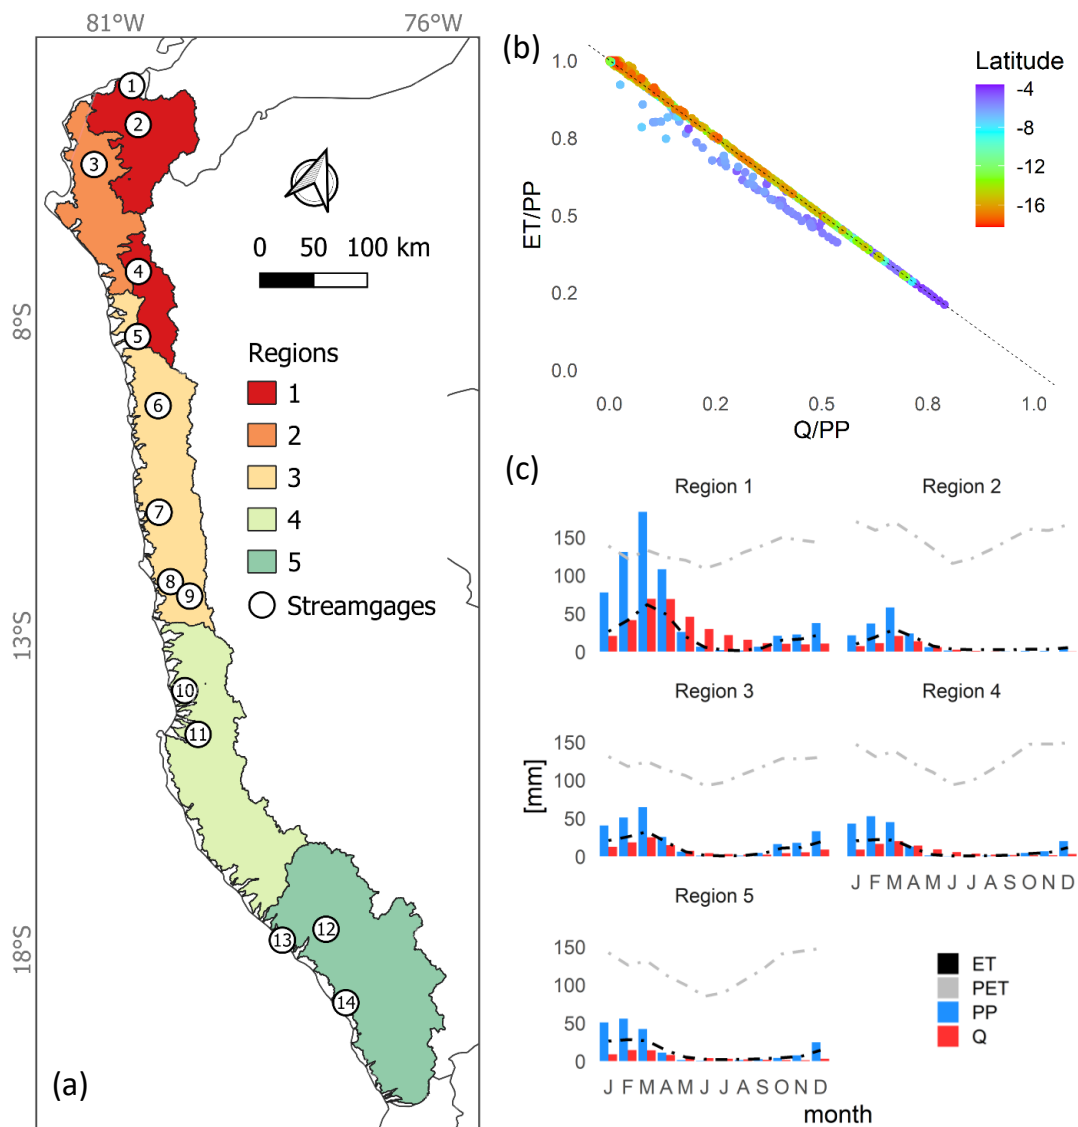 81°W 76°W
8°S
13°S
18°S
1
2
3
4
5
6
7
8
9
10
11
12
13
14
0 50 100 km
Regions
1
2
3
4
5
Streamgages
(a)
(b)
1.0
0.8
0.5
0.2
0.0
ET/PP
0.0 0.2 0.5 0.8 1.0
Q/PP
Latitude
-4
-8
-12
-16
(c)
Region 1 Region 2
150
100
50
0
Region 3 Region 4
150
100
50
0
[mm]
J F M A M J J A S O N D
Region 5
150
100
50
0
J F M A M J J A S O N D
month
ET
PET
PP
Q